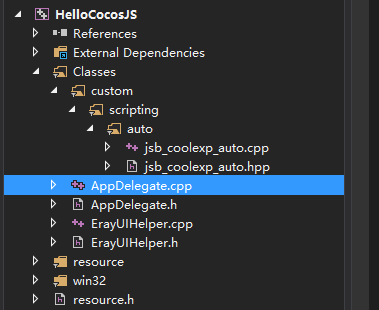 HelloCocosJS
References
External Dependencies
Classes
custom
scripting
auto
jsb_coolexp_auto.cpp
jsb_coolexp_auto.hpp
AppDelegate.cpp
AppDelegate.h
ErayUIHelper.cpp
ErayUIHelper.h
resource
win32
resource.h